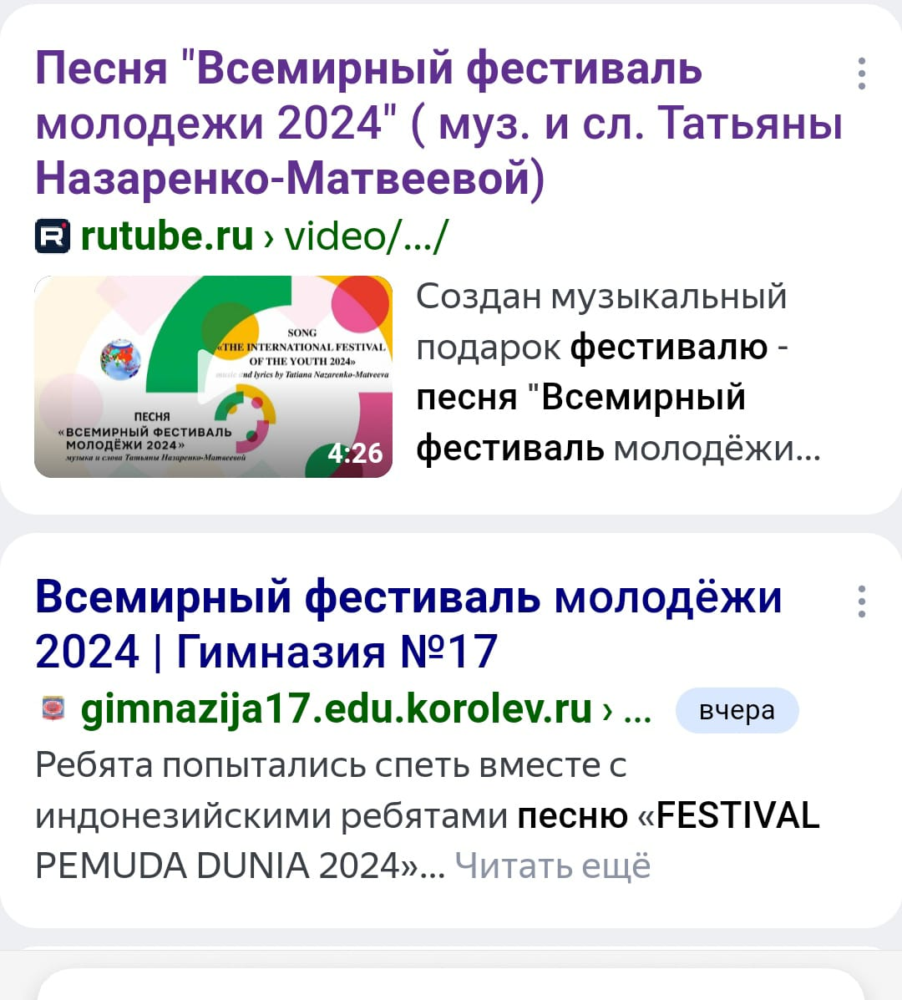 Песня "Всемирный фестиваль
молодежи 2024" ( муз. и сл. Татьяны
Назаренко-Матвеевой)
R rutube.ru › video/.../
SONG
«THE INTERNATIONAL FESTIVAL
OF THE YOUTH 2024»
music and lyrics by Tatiana Nazarenko-Matveeva
ПЕСНЯ
«ВСЕМИРНЫЙ ФЕСТИВАЛЬ
МОЛОДЁЖИ 2024»
музыка и слова Татьяны Назаренко-Матвеевой
4:26
Создан музыкальный
подарок фестивалю -
песня "Всемирный
фестиваль молодёжи...
Всемирный фестиваль молодёжи
2024 | Гимназия №17
gimnazija17.edu.korolev.ru › ... вчера
Ребята попытались спеть вместе с
индонезийскими ребятами песню «FESTIVAL
PEMUDA DUNIA 2024»... Читать ещё